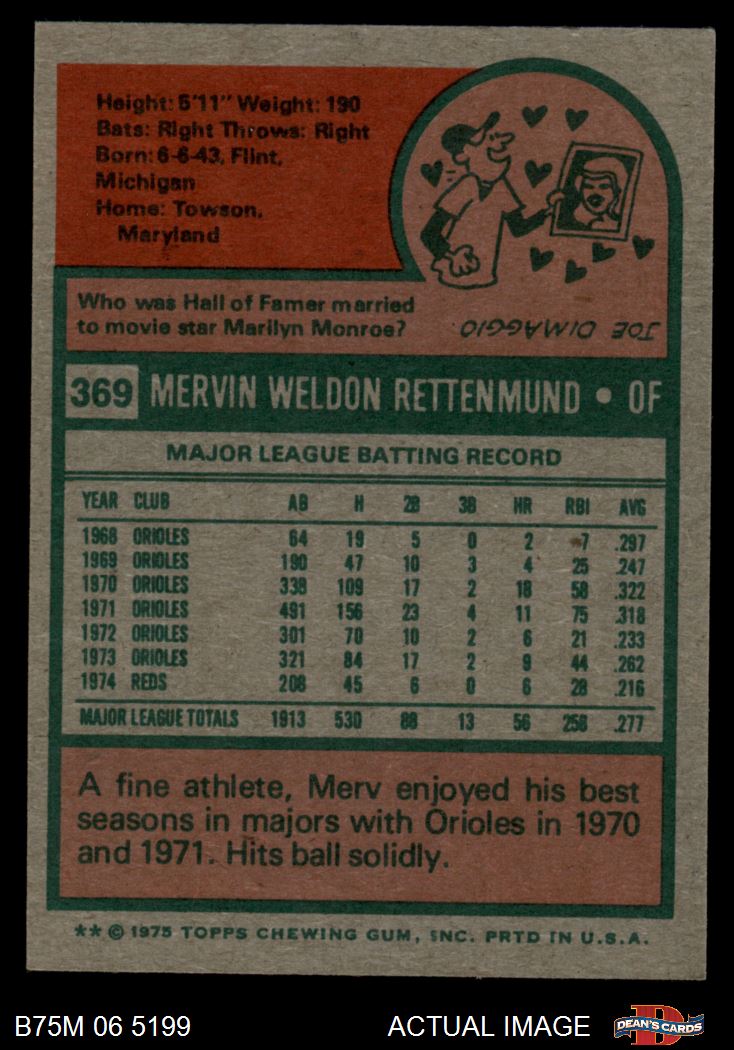 Height: 5'11" Weight: 190
Bats: Right Throws: Right
Born: 6-6-43, Flint,
Michigan
Home: Towson,
Maryland
Who was Hall of Famer married
to movie star Marilyn Monroe?
JOE DIMAGGIO.
369 MERVIN WELDON RETTENMUND • OF
MAJOR LEAGUE BATTING RECORD
YEAR CLUB AB H 2B 3B HR RBI AVG
1968 ORIOLES 64 19 5 0 2 7 .297
1969 ORIOLES 190 47 10 3 4 25 .247
1970 ORIOLES 338 109 17 2 18 58 .322
1971 ORIOLES 491 156 23 4 11 75 .318
1972 ORIOLES 301 70 10 2 6 21 .233
1973 ORIOLES 321 84 17 2 9 44 .262
1974 REDS 208 45 6 0 6 28 .216
MAJOR LEAGUE TOTALS 1913 530 88 13 56 258 .277
A fine athlete, Merv enjoyed his best
seasons in majors with Orioles in 1970
and 1971. Hits ball solidly.
** © 1975 TOPPS CHEWING GUM, INC. PRTD IN U.S.A.
B75M 06 5199 ACTUAL IMAGE
DEAN'S CARDS